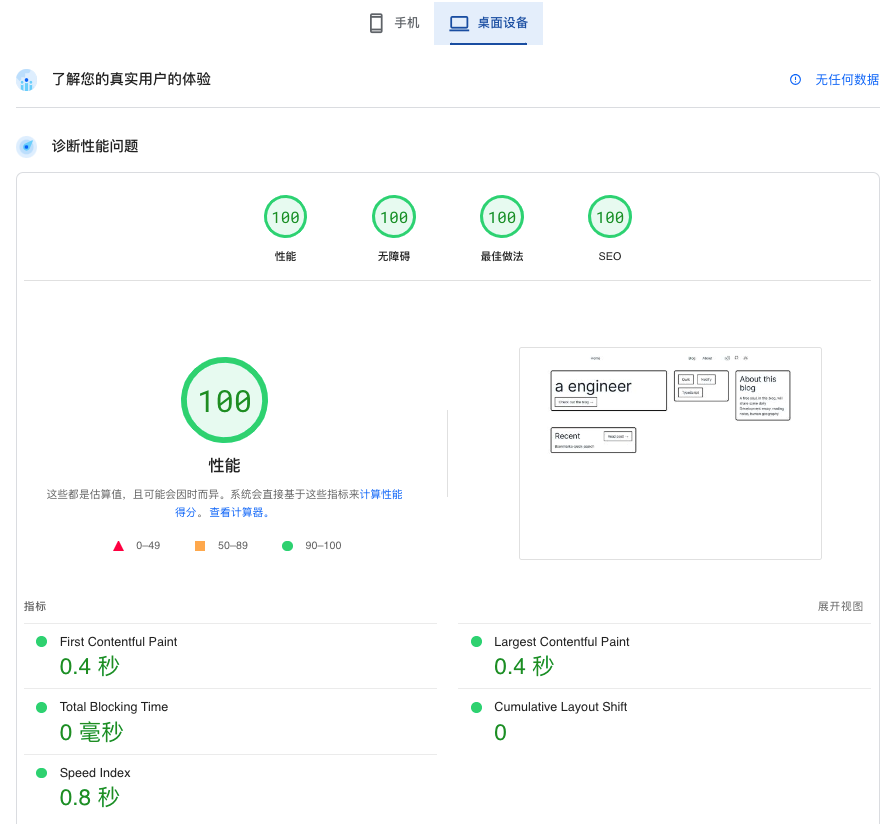 手机 桌面设备
了解您的真实用户的体验 无任何数据
诊断性能问题
100 100 100 100
性能 无障碍 最佳做法 SEO
Home Blog About
a engineer
Check out the blog →
TypeScript
About this
blog
Recent
Read post →
100
性能
这些都是估算值，且可能会因时而异。系统会直接基于这些指标来计算性能
得分。查看计算器。
0–49 50–89 90–100
指标 展开视图
First Contentful Paint
0.4 秒
Largest Contentful Paint
0.4 秒
Total Blocking Time
0 毫秒
Cumulative Layout Shift
0
Speed Index
0.8 秒